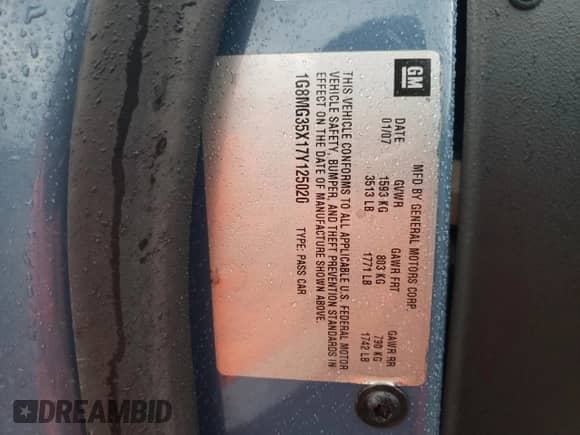 GM
MFD BY GENERAL MOTORS CORP.
DATE GVWR GAWR FRT GAWR RR
01/07 1593 KG 803 KG 790 KG
3513 LB 1771 LB 1742 LB
THIS VEHICLE CONFORMS TO ALL APPLICABLE U.S. FEDERAL MOTOR
VEHICLE SAFETY, BUMPER, AND THEFT PREVENTION STANDARDS IN
EFFECT ON THE DATE OF MANUFACTURE SHOWN ABOVE.
1G8MG35X17Y125020 TYPE: PASS CAR
DREAMBID